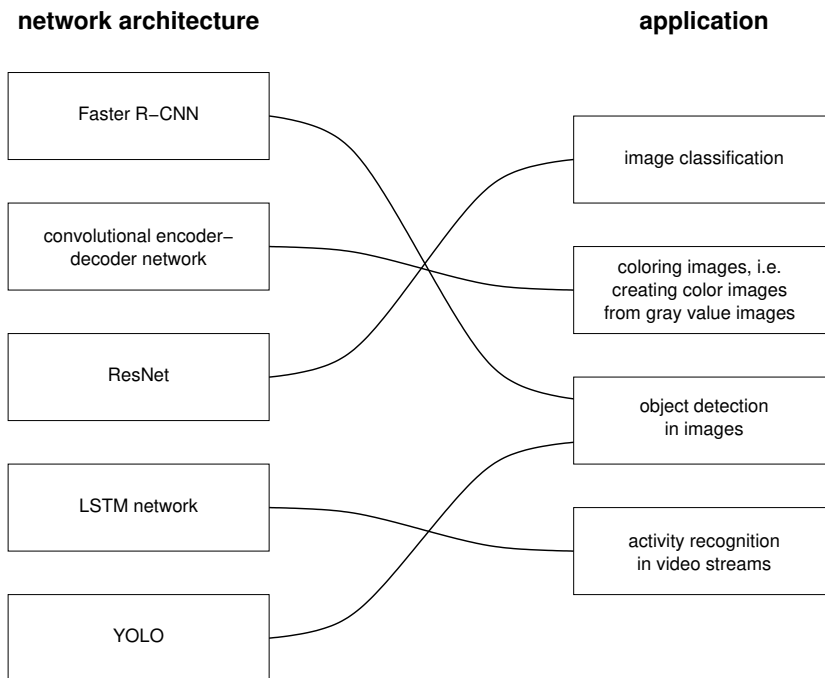 network architecture
application
Faster R−CNN
image classification
convolutional encoder−
decoder network
coloring images, i.e.
creating color images
from gray value images
ResNet
object detection
in images
LSTM network
activity recognition
in video streams
YOLO